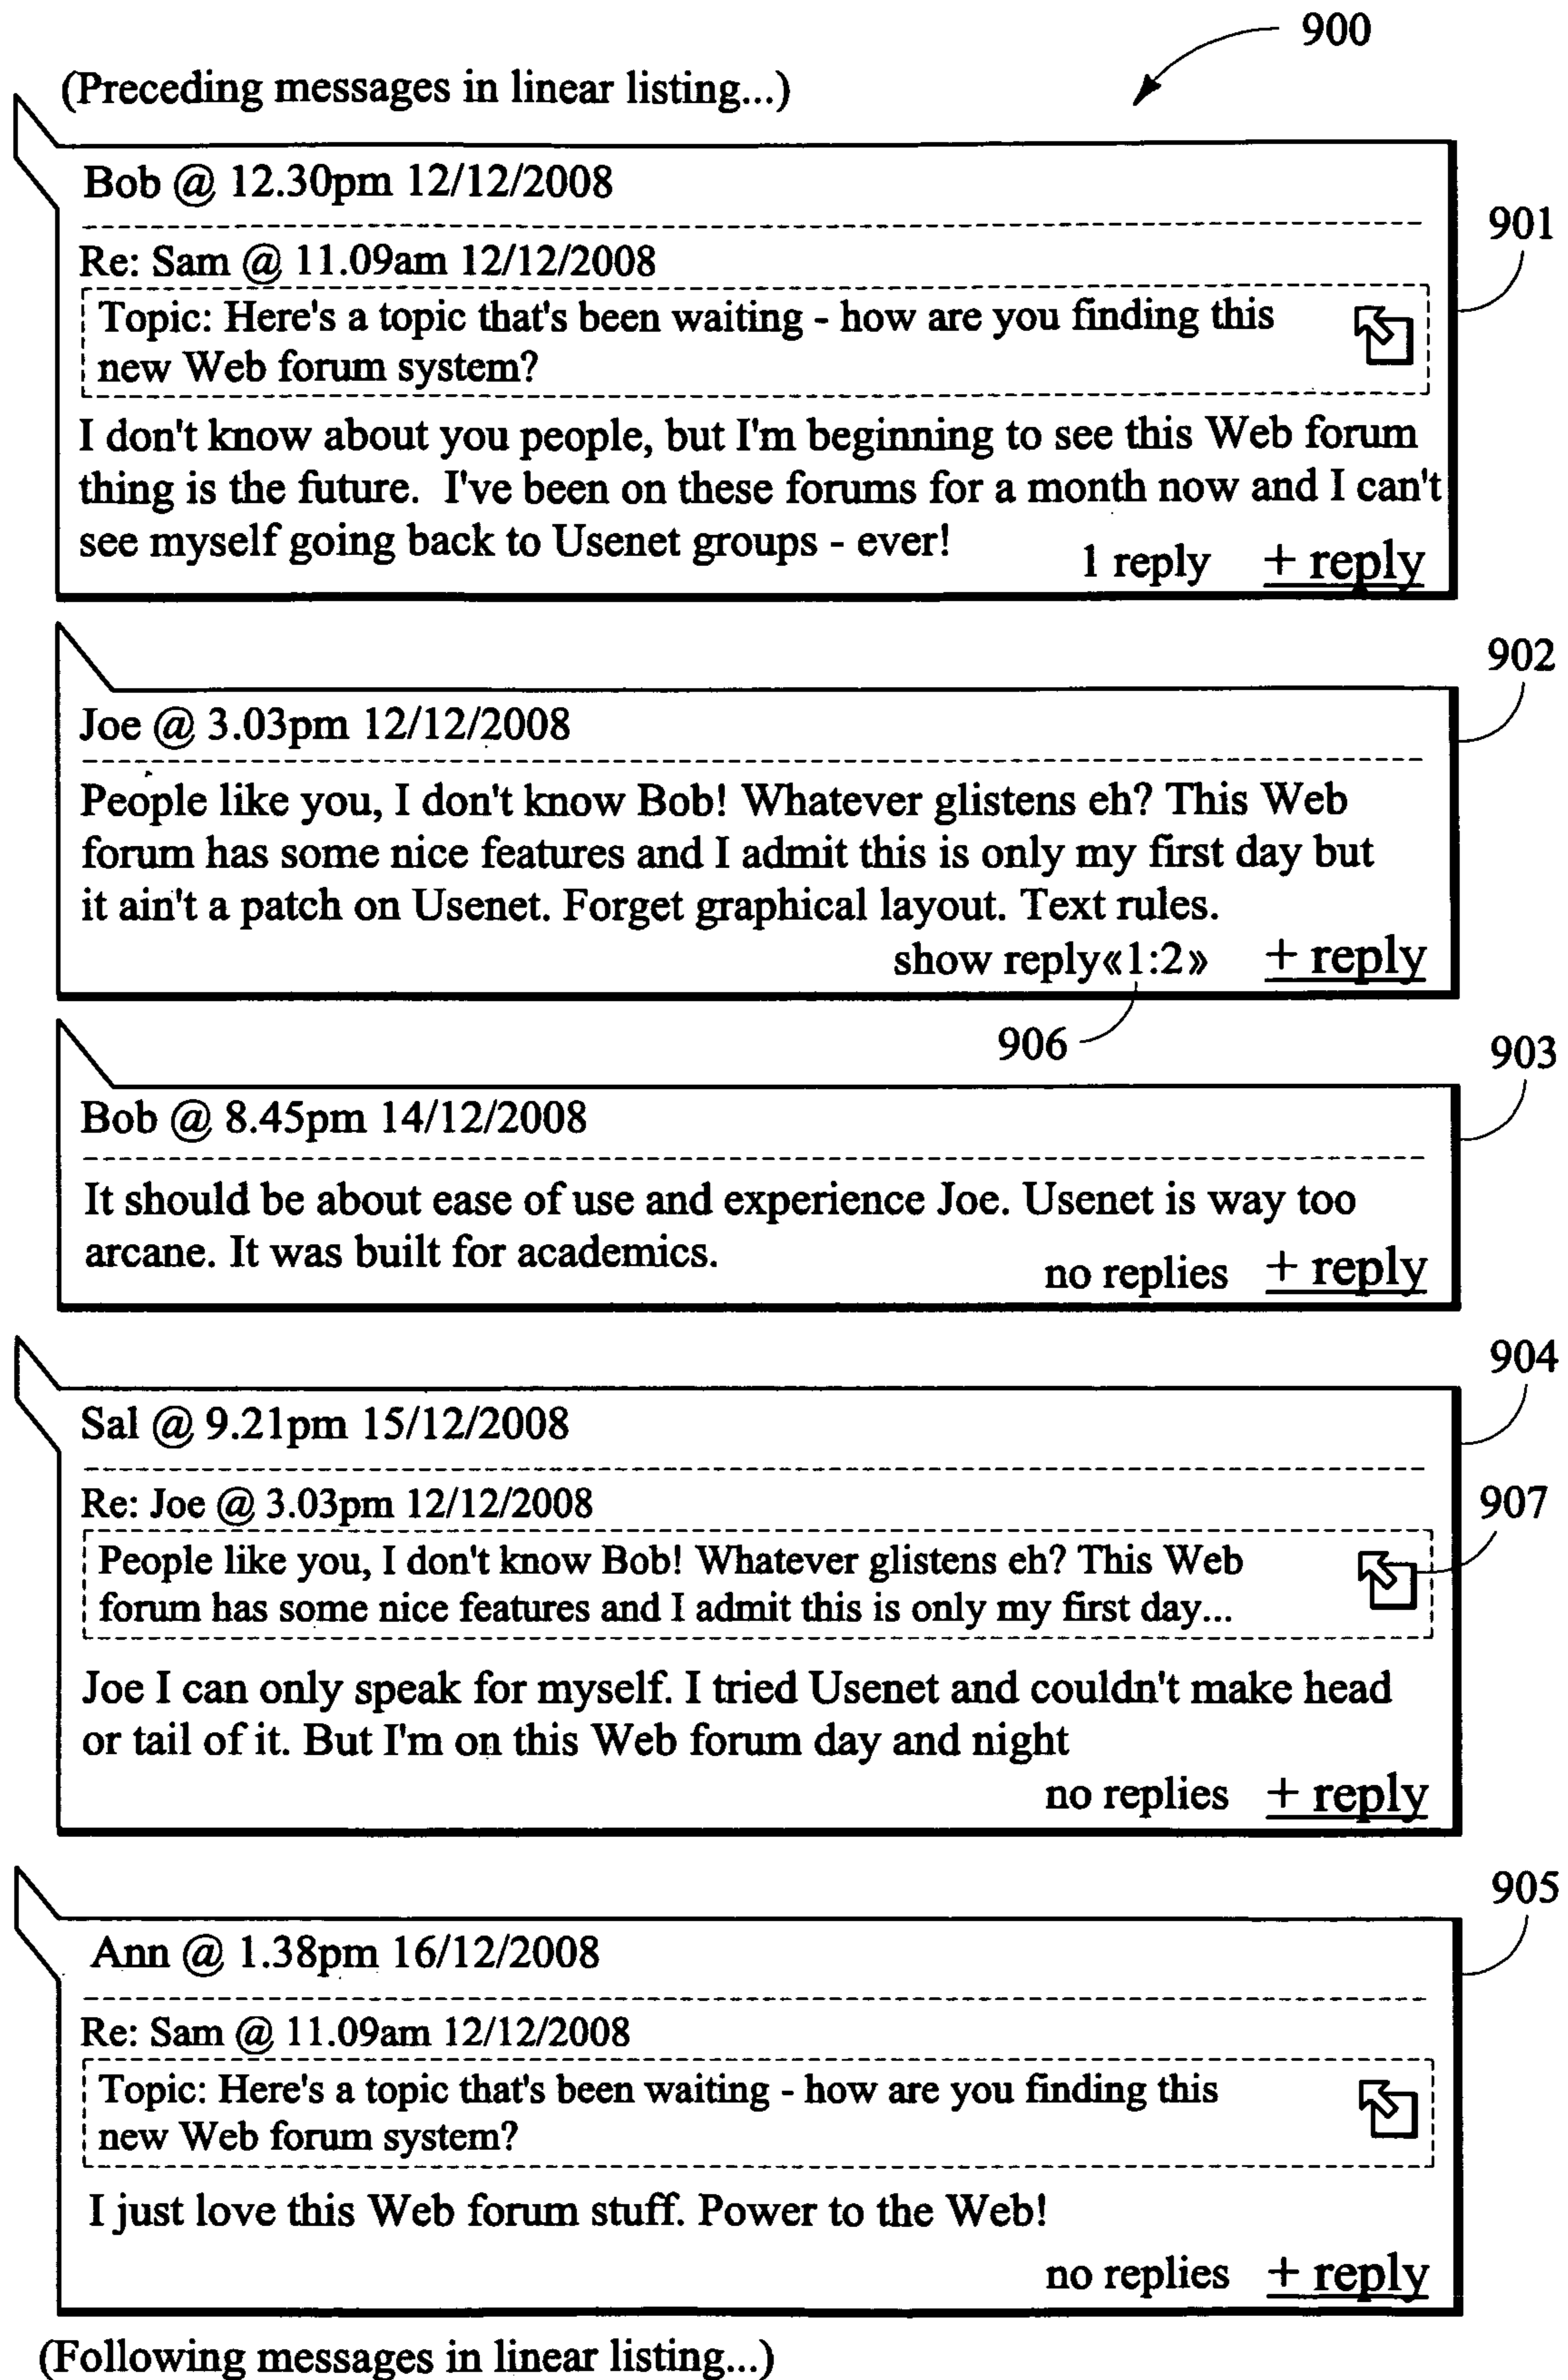 900
(Preceding messages in linear listing...)
Bob @ 12.30pm 12/12/2008
901
Re: Sam @ 11.09am 12/12/2008
Topic: Here's a topic that's been waiting - how are you finding this
new Web forum system?
I don't know about you people, but I'm beginning to see this Web forum
thing is the future.  I've been on these forums for a month now and I can't
see myself going back to Usenet groups - ever!
1 reply + reply
902
Joe @ 3.03pm 12/12/2008
People like you, I don't know Bob! Whatever glistens eh? This Web
forum has some nice features and I admit this is only my first day but
it ain't a patch on Usenet. Forget graphical layout. Text rules.
show reply«1:2» + reply
906
903
Bob @ 8.45pm 14/12/2008
It should be about ease of use and experience Joe. Usenet is way too
arcane. It was built for academics.
no replies + reply
904
Sal @ 9.21pm 15/12/2008
Re: Joe @ 3.03pm 12/12/2008
907
People like you, I don't know Bob! Whatever glistens eh? This Web
forum has some nice features and I admit this is only my first day...
Joe I can only speak for myself. I tried Usenet and couldn't make head
or tail of it. But I'm on this Web forum day and night
no replies + reply
905
Ann @ 1.38pm 16/12/2008
Re: Sam @ 11.09am 12/12/2008
Topic: Here's a topic that's been waiting - how are you finding this
new Web forum system?
I just love this Web forum stuff. Power to the Web!
no replies + reply
(Following messages in linear listing...)